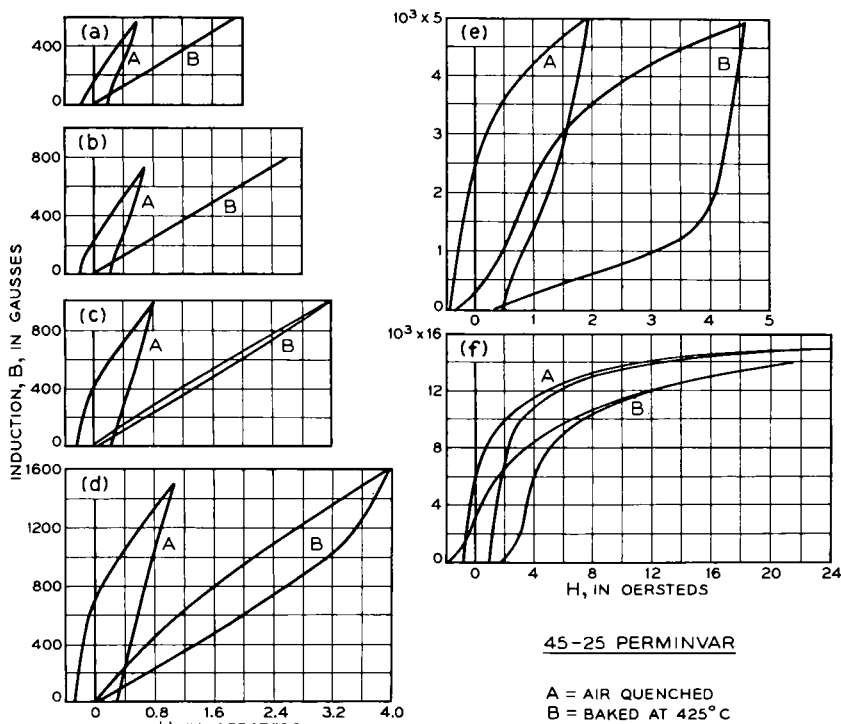 (a)
600
400
0
A
B
(b)
800
400
0
A
B
(c)
800
400
0
A
B
(d)
1600
1200
800
400
0
A
B
0 0.8 1.6 2.4 3.2 4.0
INDUCTION, B, IN GAUSSES
10³ × 5
(e)
4
3
2
1
0
A
B
0 1 2 3 4 5
10³ × 16
(f)
12
8
4
0
A
B
0 4 8 12 16 20 24
H, IN OERSTEDS
45-25 PERMINVAR
A = AIR QUENCHED
B = BAKED AT 425°C